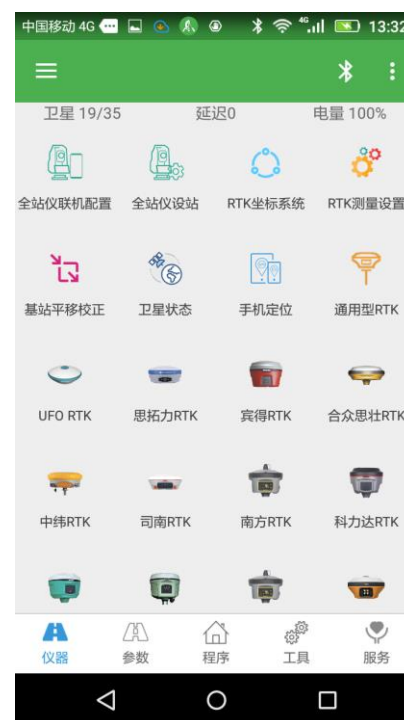 中国移动 4G 4G 13:32
卫星 19/35 延迟0 电量 100%
全站仪联机配置 全站仪设站 RTK坐标系统 RTK测量设置
基站平移校正 卫星状态 手机定位 通用型RTK
UFO RTK 思拓力RTK 宾得RTK 合众思壮RTK
中纬RTK 司南RTK 南方RTK 科力达RTK
仪器 参数 程序 工具 服务